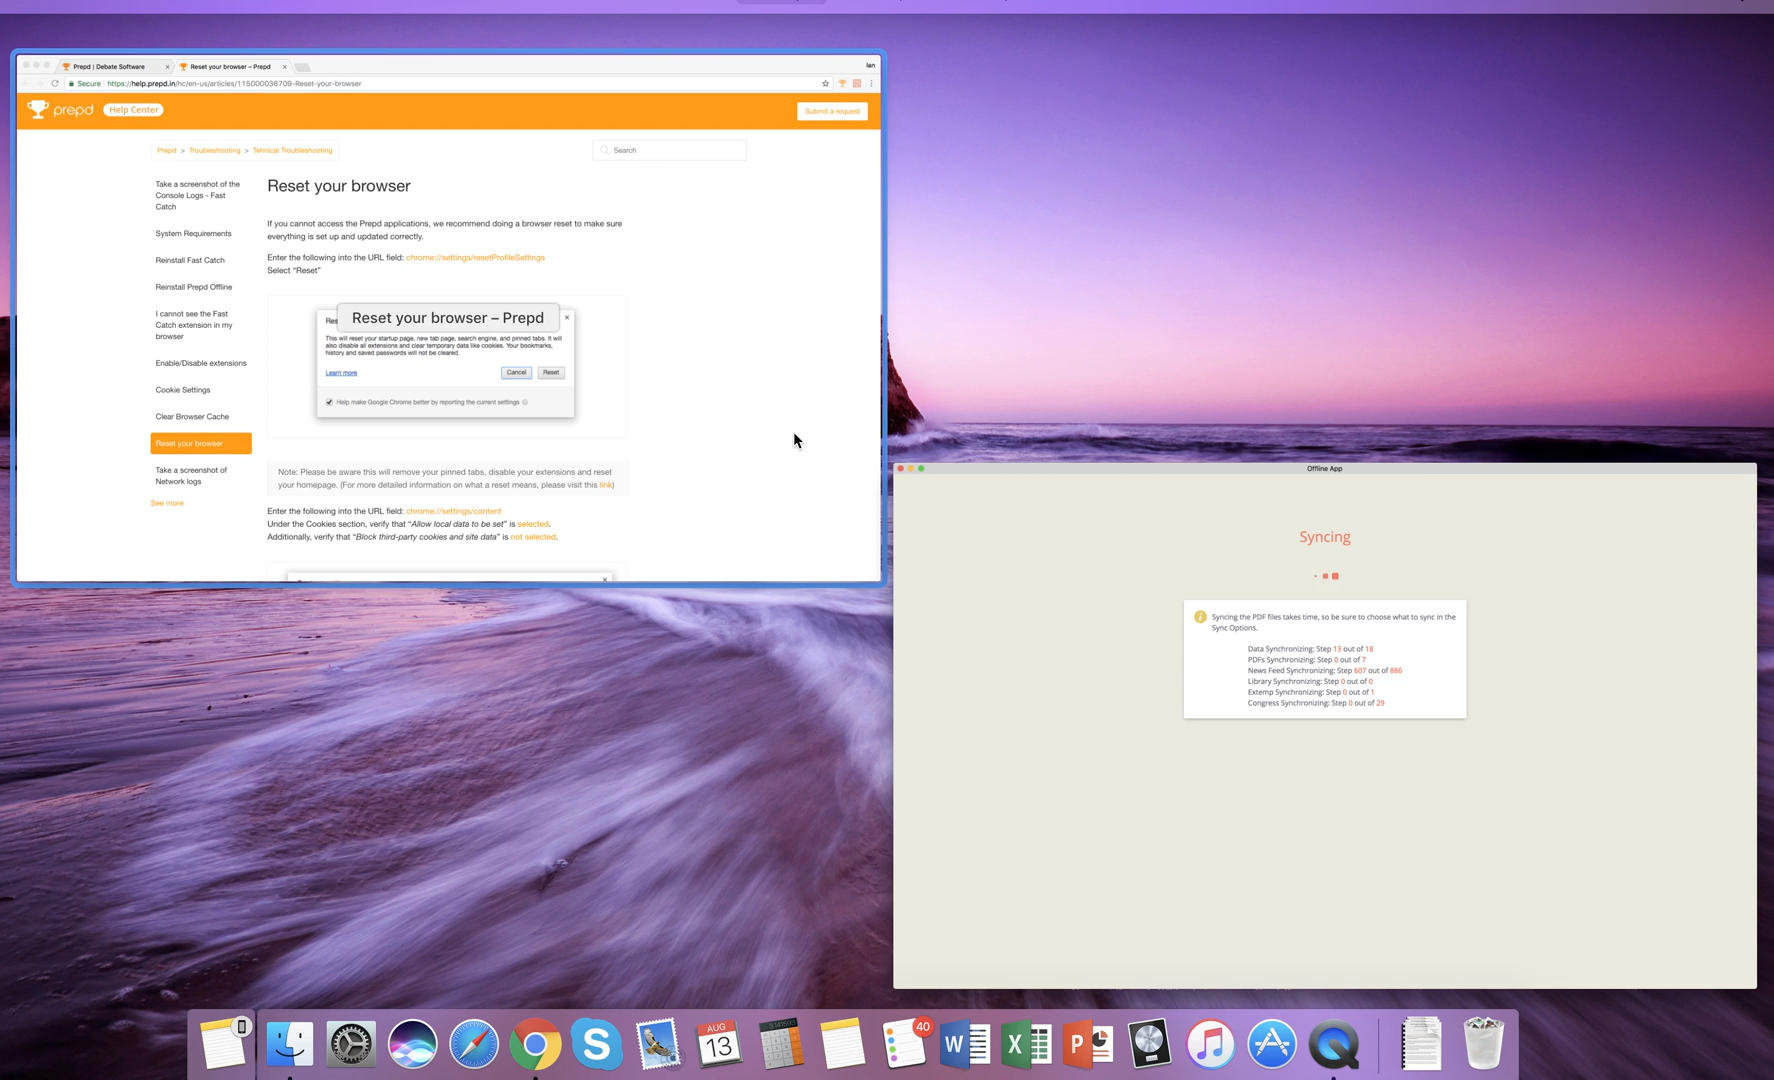 Prepd | Debate Software
Reset your browser – Prepd
Ian
Secure
https://help.prepd.in/hc/en-us/articles/115000036709-Reset-your-browser
prepd
Help Center
Submit a request
Prepd > Troubleshooting > Tehnical Troubleshooting
Search
Take a screenshot of the
Console Logs - Fast
Catch
System Requirements
Reinstall Fast Catch
Reinstall Prepd Offline
I cannot see the Fast
Catch extension in my
browser
Enable/Disable extensions
Cookie Settings
Clear Browser Cache
Reset your browser
Take a screenshot of
Network logs
See more
Reset your browser
If you cannot access the Prepd applications, we recommend doing a browser reset to make sure
everything is set up and updated correctly.
Enter the following into the URL field: chrome://settings/resetProfileSettings
Select “Reset”
Res
Reset your browser – Prepd
This will reset your startup page, new tab page, search engine, and pinned tabs. It will
also disable all extensions and clear temporary data like cookies. Your bookmarks,
history and saved passwords will not be cleared.
Learn more
Cancel
Reset
Help make Google Chrome better by reporting the current settings
Note: Please be aware this will remove your pinned tabs, disable your extensions and reset
your homepage. (For more detailed information on what a reset means, please visit this link)
Enter the following into the URL field: chrome://settings/content
Under the Cookies section, verify that “Allow local data to be set” is selected.
Additionally, verify that “Block third-party cookies and site data” is not selected.
Offline App
Syncing
Syncing the PDF files takes time, so be sure to choose what to sync in the
Sync Options.
Data Synchronizing: Step 13 out of 18
PDFs Synchronizing: Step 0 out of 7
News Feed Synchronizing: Step 607 out of 886
Library Synchronizing: Step 0 out of 0
Extemp Synchronizing: Step 0 out of 1
Congress Synchronizing: Step 0 out of 29
AUG
13
40
W
X
P